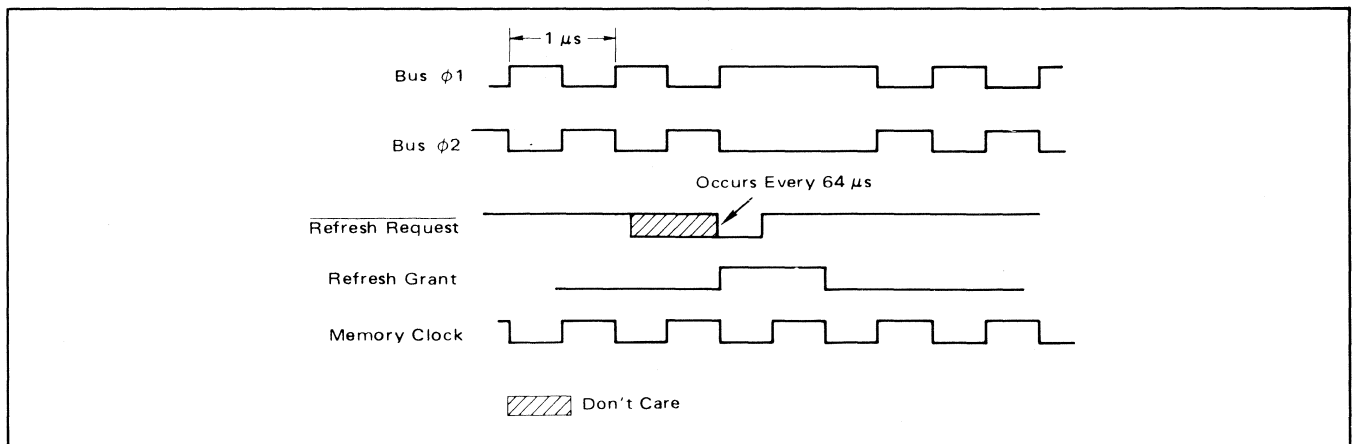 1 μs
Bus ϕ1
Bus ϕ2
Occurs Every 64 μs
Refresh Request
Refresh Grant
Memory Clock
Don't Care